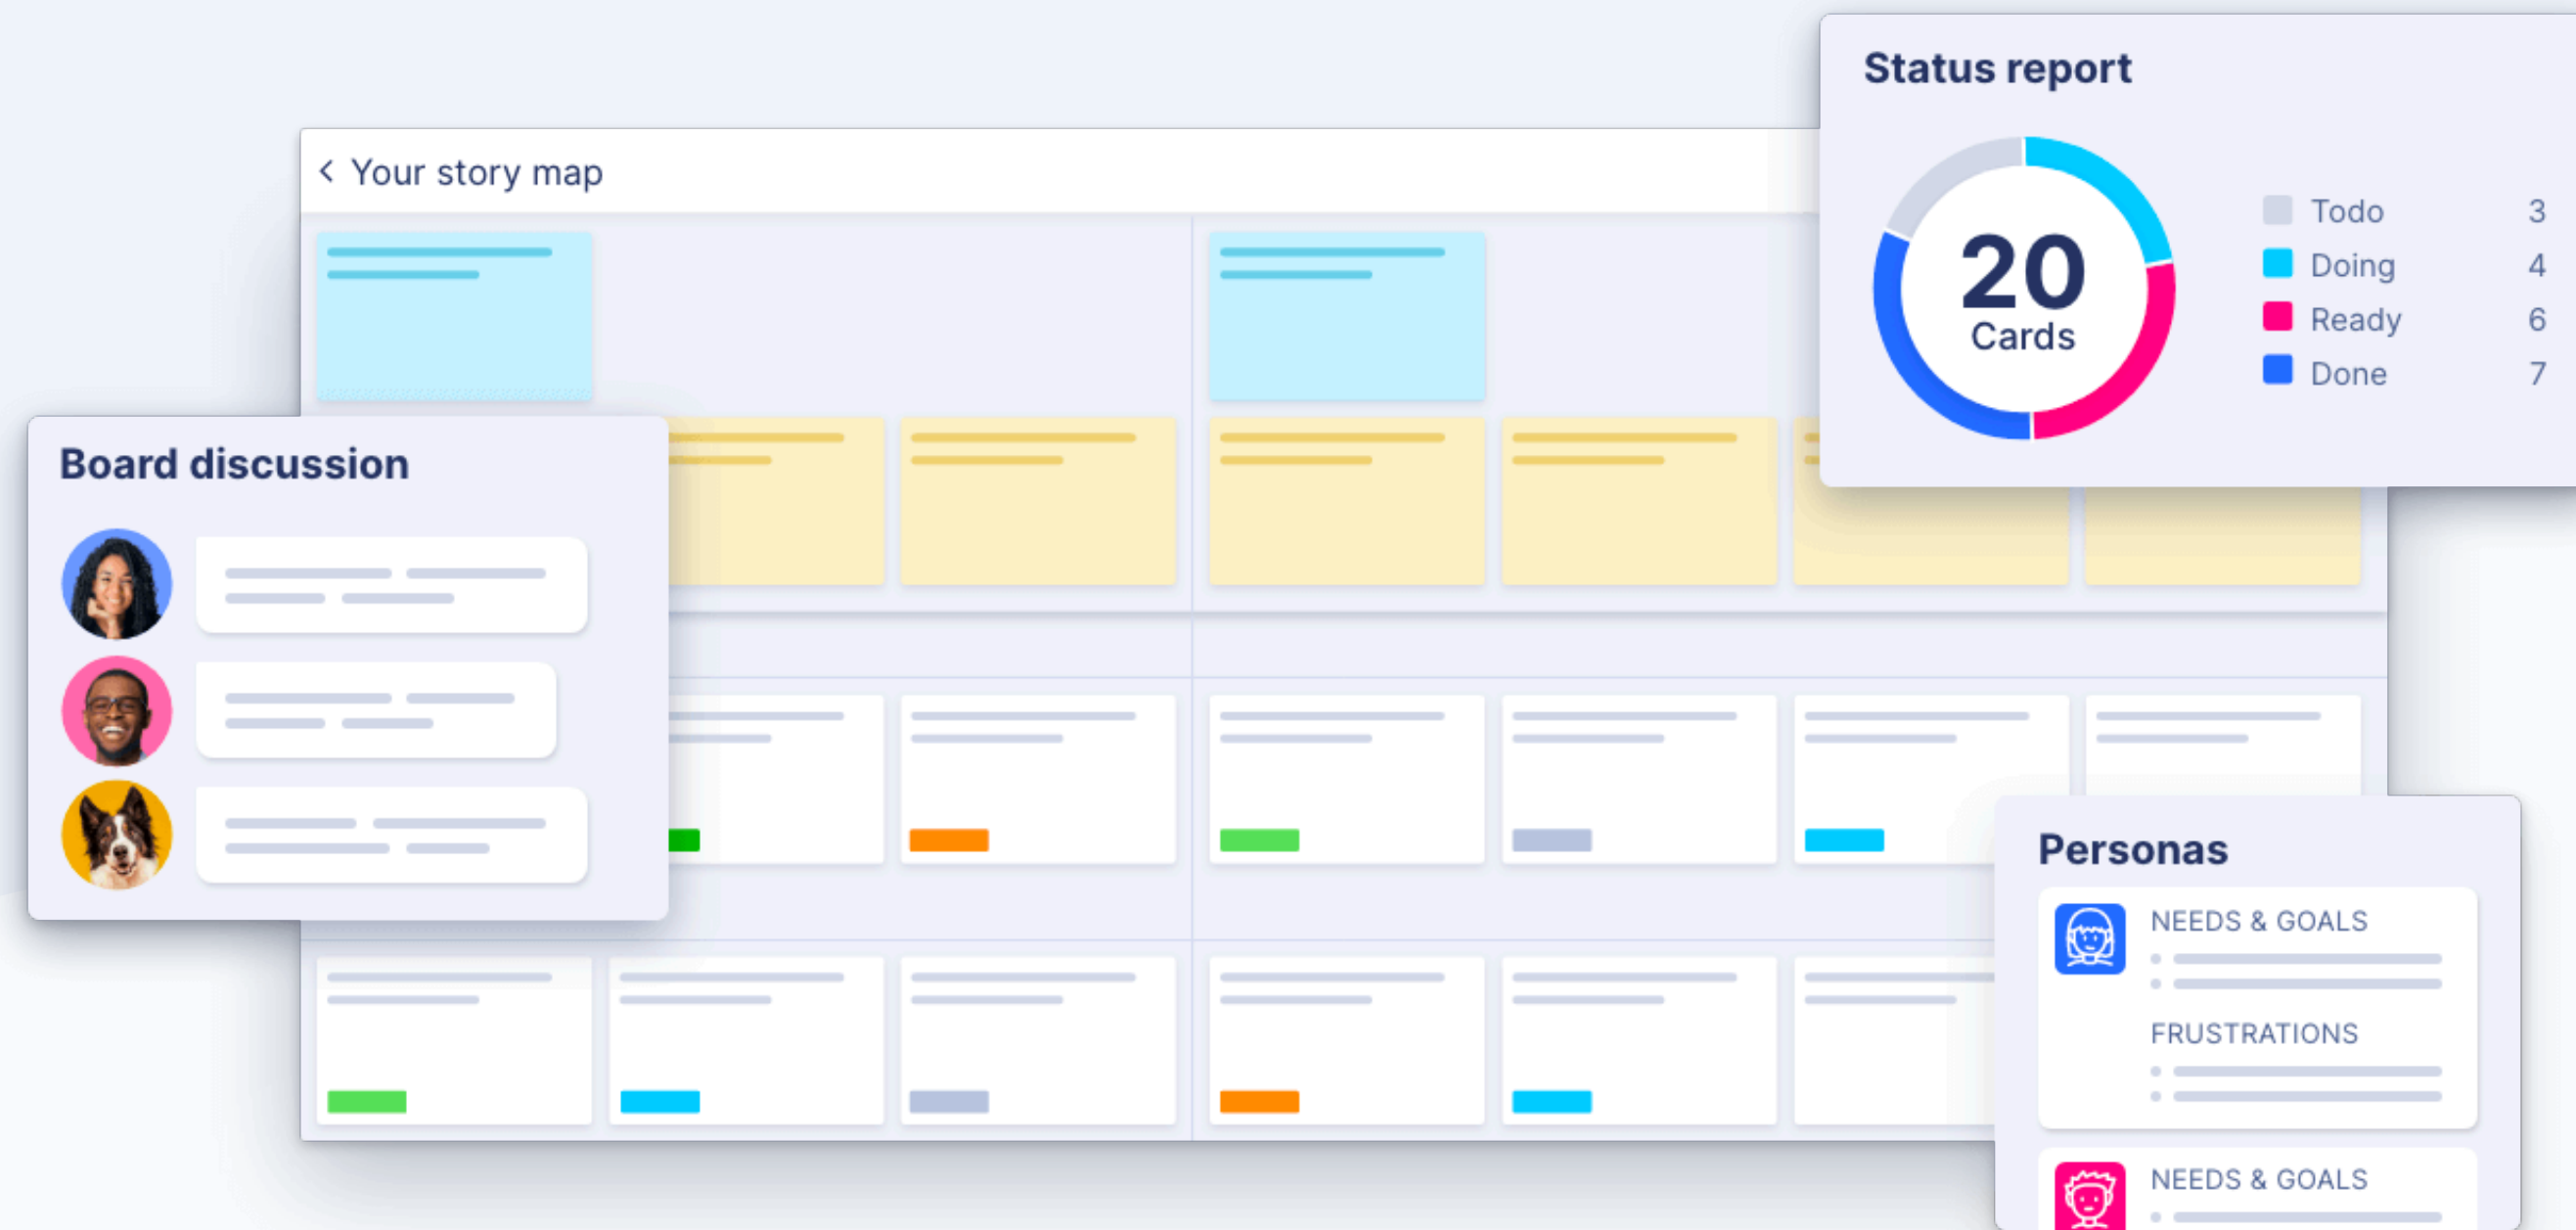 Status report
20
Cards
Todo 3
Doing 4
Ready 6
Done 7
< Your story map
Board discussion
Personas
NEEDS & GOALS
FRUSTRATIONS
NEEDS & GOALS